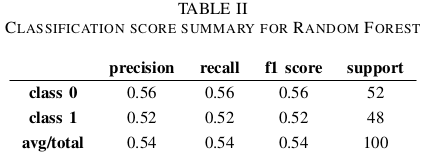 TABLE II
CLASSIFICATION SCORE SUMMARY FOR RANDOM FOREST
precision recall f1 score support
class 0 0.56 0.56 0.56 52
class 1 0.52 0.52 0.52 48
avg/total 0.54 0.54 0.54 100